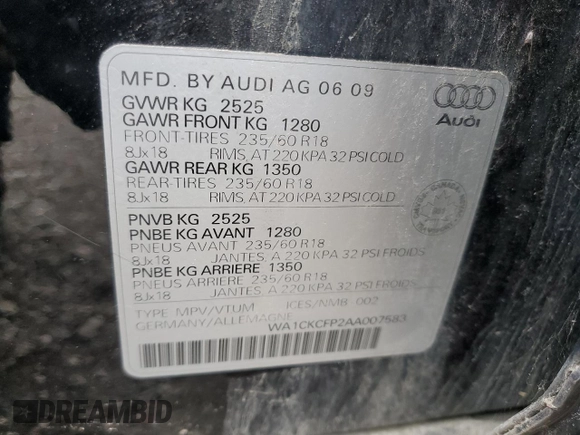 MFD. BY AUDI AG 06 09
GVWR KG 2525
GAWR FRONT KG 1280
FRONT-TIRES 235/60 R18
8Jx18 RIMS, AT 220 KPA 32 PSI COLD
GAWR REAR KG 1350
REAR-TIRES 235/60 R18
8Jx18 RIMS, AT 220 KPA 32 PSI COLD
PNVB KG 2525
PNBE KG AVANT 1280
PNEUS AVANT 235/60 R18
8Jx18 JANTES, A 220 KPA 32 PSI FROIDS
PNBE KG ARRIERE 1350
PNEUS ARRIERE 235/60 R18
8Jx18 JANTES, A 220 KPA 32 PSI FROIDS
TYPE MPV/VTUM ICES/NMB-002
GERMANY/ALLEMAGNE WA1CKCFP2AA007583
Audi
DREAMBID